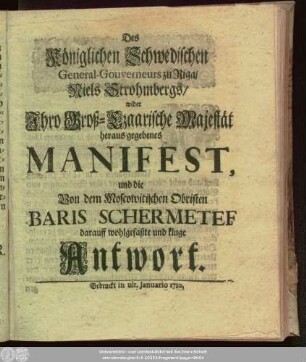 Des
Königlichen Schwedischen
General-Gouverneurs zu Riga/
Niels Strohmbergs/
wider
Ihro Groß-Czaarische Majestät
heraus gegebenes
MANIFEST,
und die
Von dem Moscowitischen Obristen
BARIS SCHERMETEF
darauff wohlgefaßte und kluge
Antwort.
Gedruckt in ult. Januario 1710.